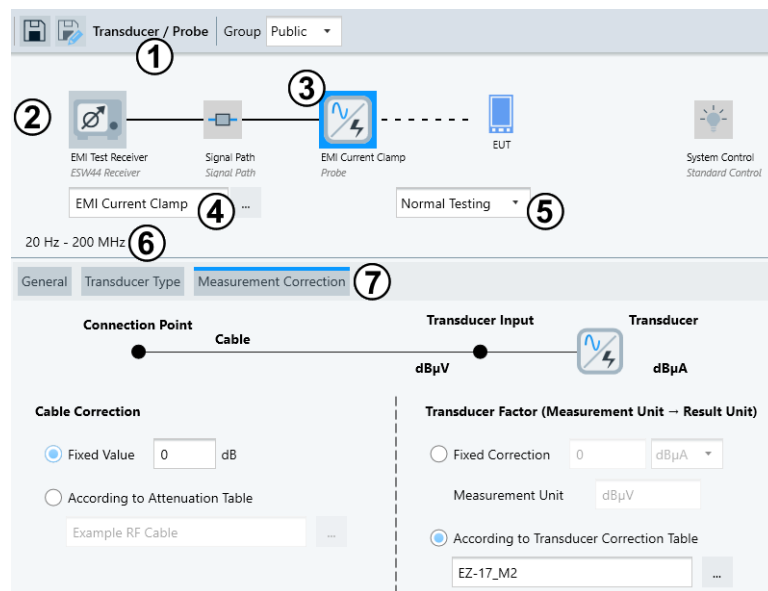 Transducer / Probe Group Public
1
2
3
EMI Test Receiver Signal Path EMI Current Clamp EUT System Control
ESW44 Receiver Signal Path Probe Standard Control
EMI Current Clamp 4 ... Normal Testing 5
20 Hz - 200 MHz 6
General Transducer Type Measurement Correction 7
Connection Point Cable Transducer Input Transducer
dBµV dBµA
Cable Correction Transducer Factor (Measurement Unit → Result Unit)
Fixed Value 0 dB Fixed Correction 0 dBµA
Measurement Unit dBµV
According to Attenuation Table
Example RF Cable ...
According to Transducer Correction Table
EZ-17_M2 ...